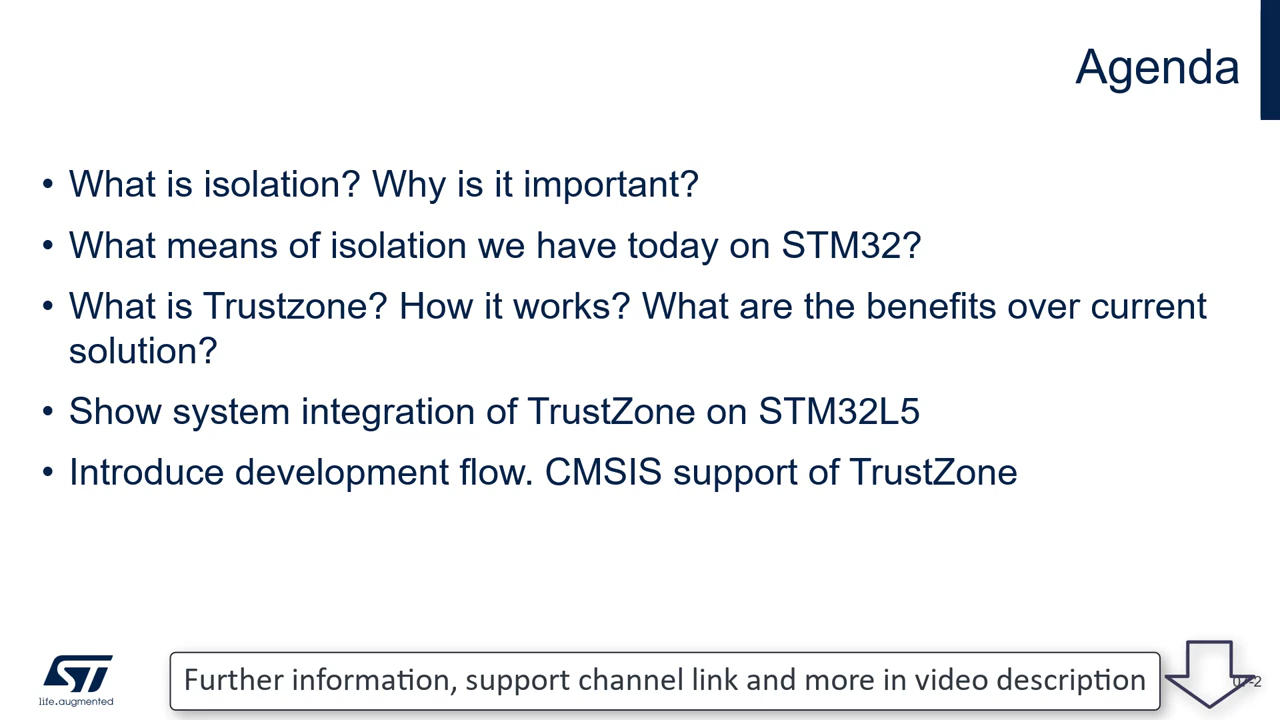 Agenda
• What is isolation? Why is it important?
• What means of isolation we have today on STM32?
• What is Trustzone? How it works? What are the benefits over current
solution?
• Show system integration of TrustZone on STM32L5
• Introduce development flow. CMSIS support of TrustZone
ST
life.augmented
Further information, support channel link and more in video description